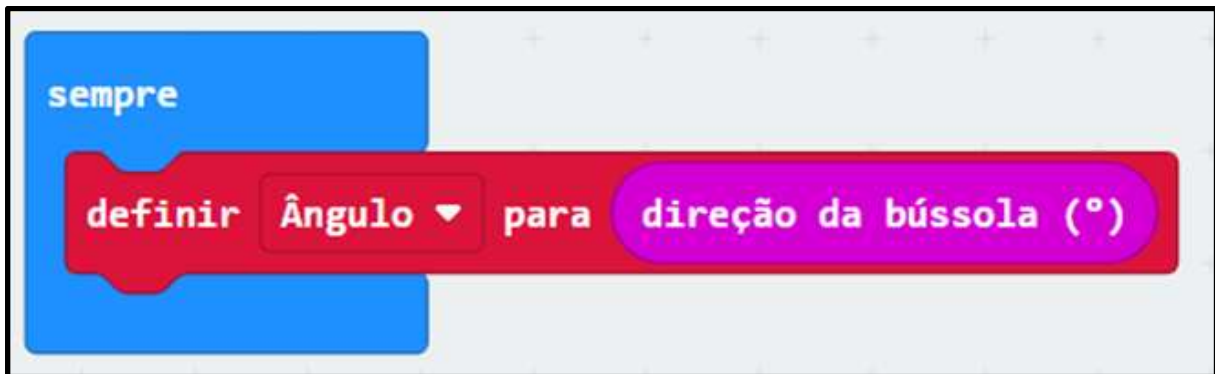 sempre
definir Ângulo para direção da bússola (°)